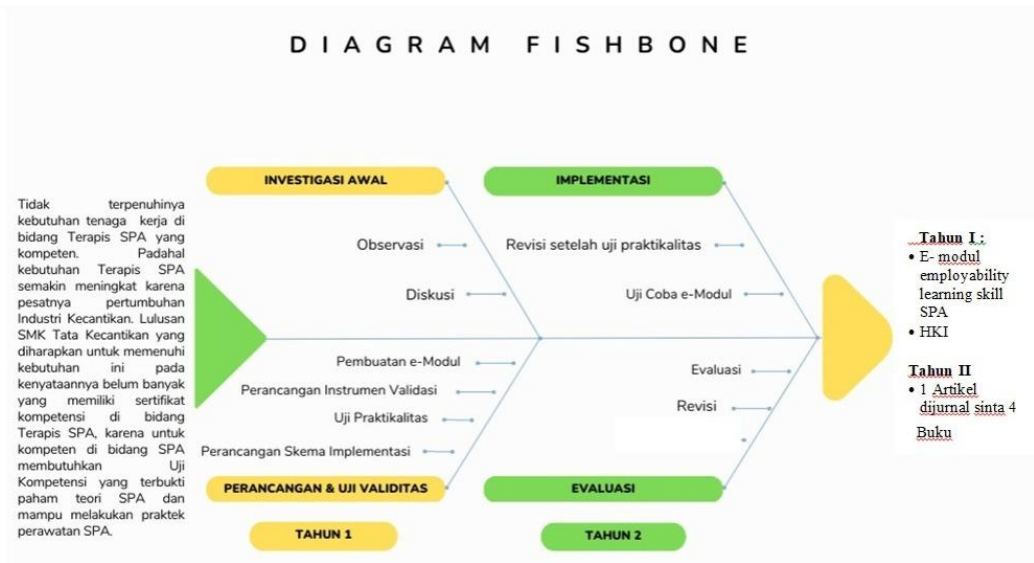 DIAGRAM FISHBONE
Tidak terpenuhinya
kebutuhan tenaga kerja di
bidang Terapis SPA yang
kompeten. Padahal
kebutuhan Terapis SPA
semakin meningkat karena
pesatnya pertumbuhan
Industri Kecantikan. Lulusan
SMK Tata Kecantikan yang
diharapkan untuk memenuhi
kebutuhan ini pada
kenyataannya belum banyak
yang memiliki sertifikat
kompetensi di bidang
Terapis SPA, karena untuk
kompeten di bidang SPA
membutuhkan Uji
Kompetensi yang terbukti
paham teori SPA dan
mampu melakukan praktek
perawatan SPA.
INVESTIGASI AWAL
Observasi
Diskusi
Pembuatan e-Modul
Perancangan Instrumen Validasi
Uji Praktikalitas
Perancangan Skema Implementasi
PERANCANGAN & UJI VALIDITAS
TAHUN 1
IMPLEMENTASI
Revisi setelah uji praktikalitas
Uji Coba e-Modul
Evaluasi
Revisi
EVALUASI
TAHUN 2
Tahun I :
• E- modul
employability
learning skill
SPA
• HKI
Tahun II
• 1 Artikel
dijurnal sinta 4
Buku